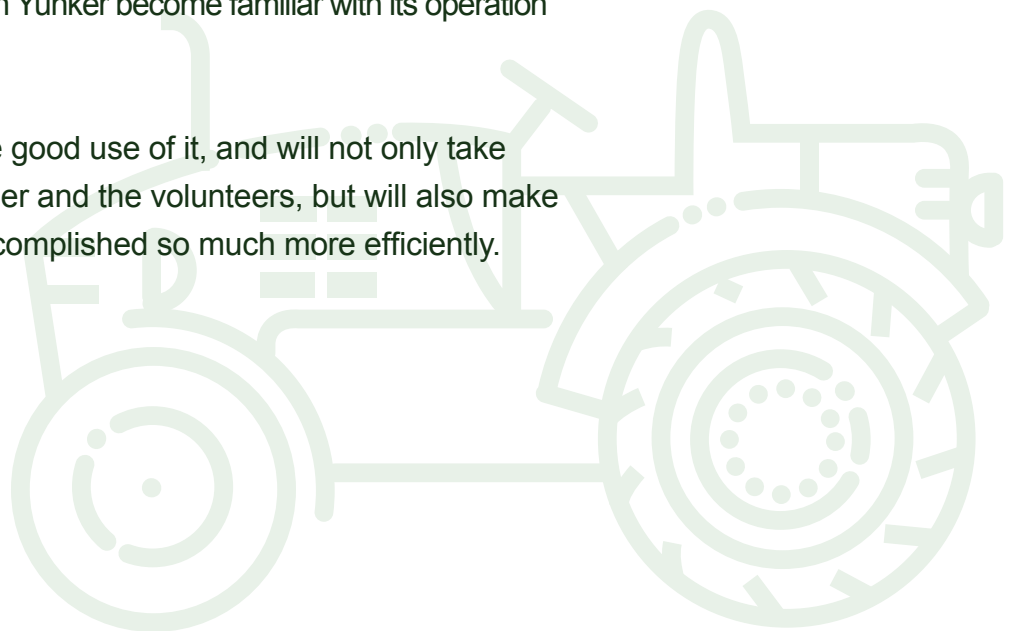 n Yunker become familiar with its operation
good use of it, and will not only take
er and the volunteers, but will also make
complished so much more efficiently.